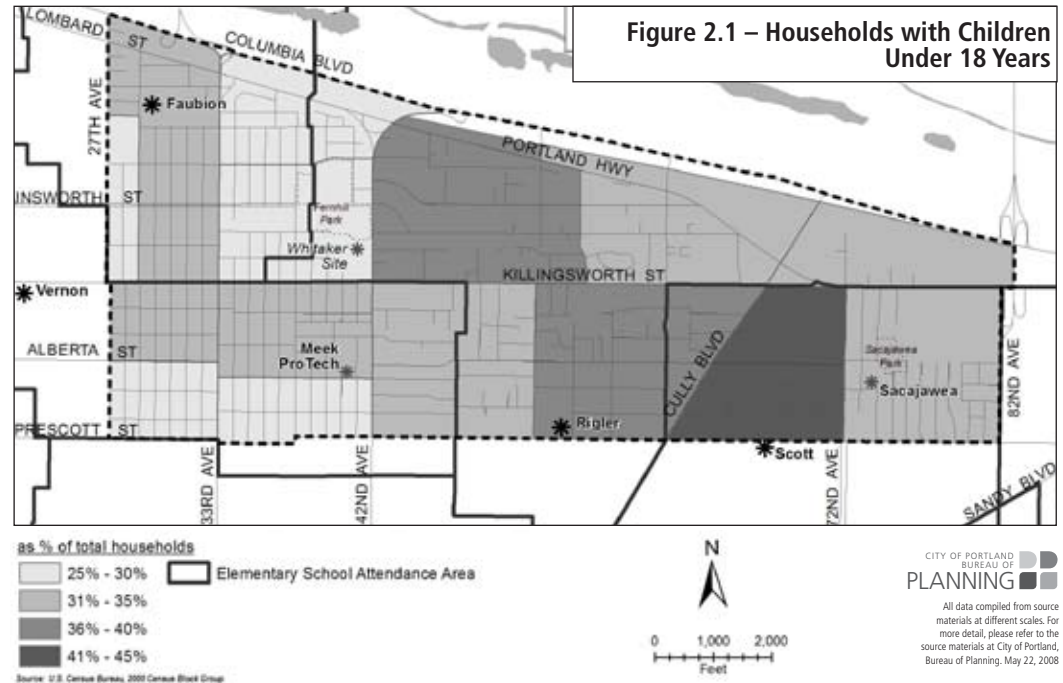 Figure 2.1 – Households with Children
Under 18 Years
LOMBARD ST
COLUMBIA BLVD
27TH AVE
Faubion
PORTLAND HWY
INSWORTH ST
Fernhill
Park
Whitaker
Site
KILLINGSWORTH ST
Vernon
ALBERTA ST
Meek
ProTech
CULLY BLVD
Sacajawea
Park
Sacajawea
82ND AVE
PRESCOTT ST
Rigler
Scott
33RD AVE
42ND AVE
72ND AVE
SANDY BLVD
as % of total households
25% - 30%
Elementary School Attendance Area
31% - 35%
36% - 40%
41% - 45%
Source: U.S. Census Bureau, 2000 Census Block Group
N
0 1,000 2,000
Feet
CITY OF PORTLAND
BUREAU OF
PLANNING
All data compiled from source
materials at different scales. For
more detail, please refer to the
source materials at City of Portland,
Bureau of Planning. May 22, 2008